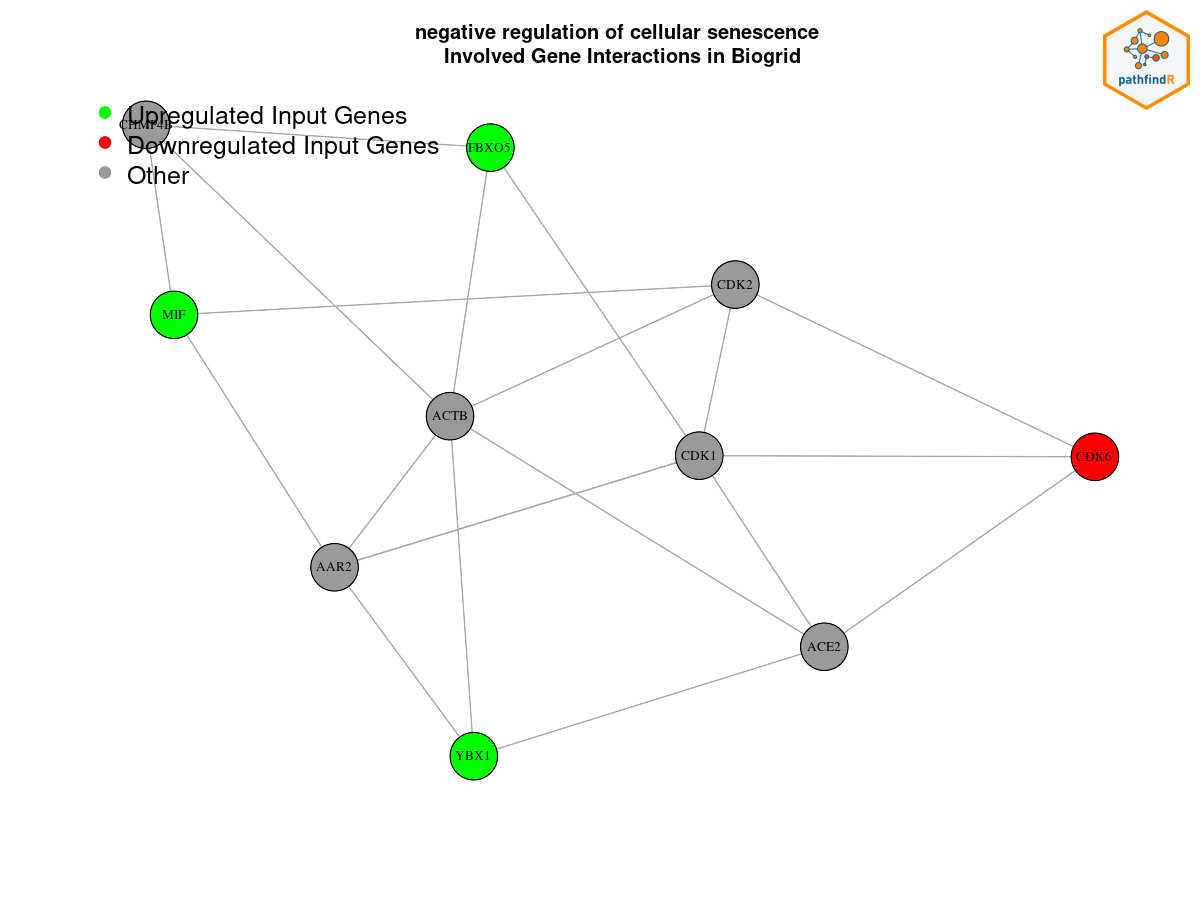 negative regulation of cellular senescence
Involved Gene Interactions in Biogrid
pathfindR
Upregulated Input Genes
CHMP4B
Downregulated Input Genes
FBXO5
Other
CDK2
MIF
ACTB
CDK1
CDK6
AAR2
ACE2
YBX1